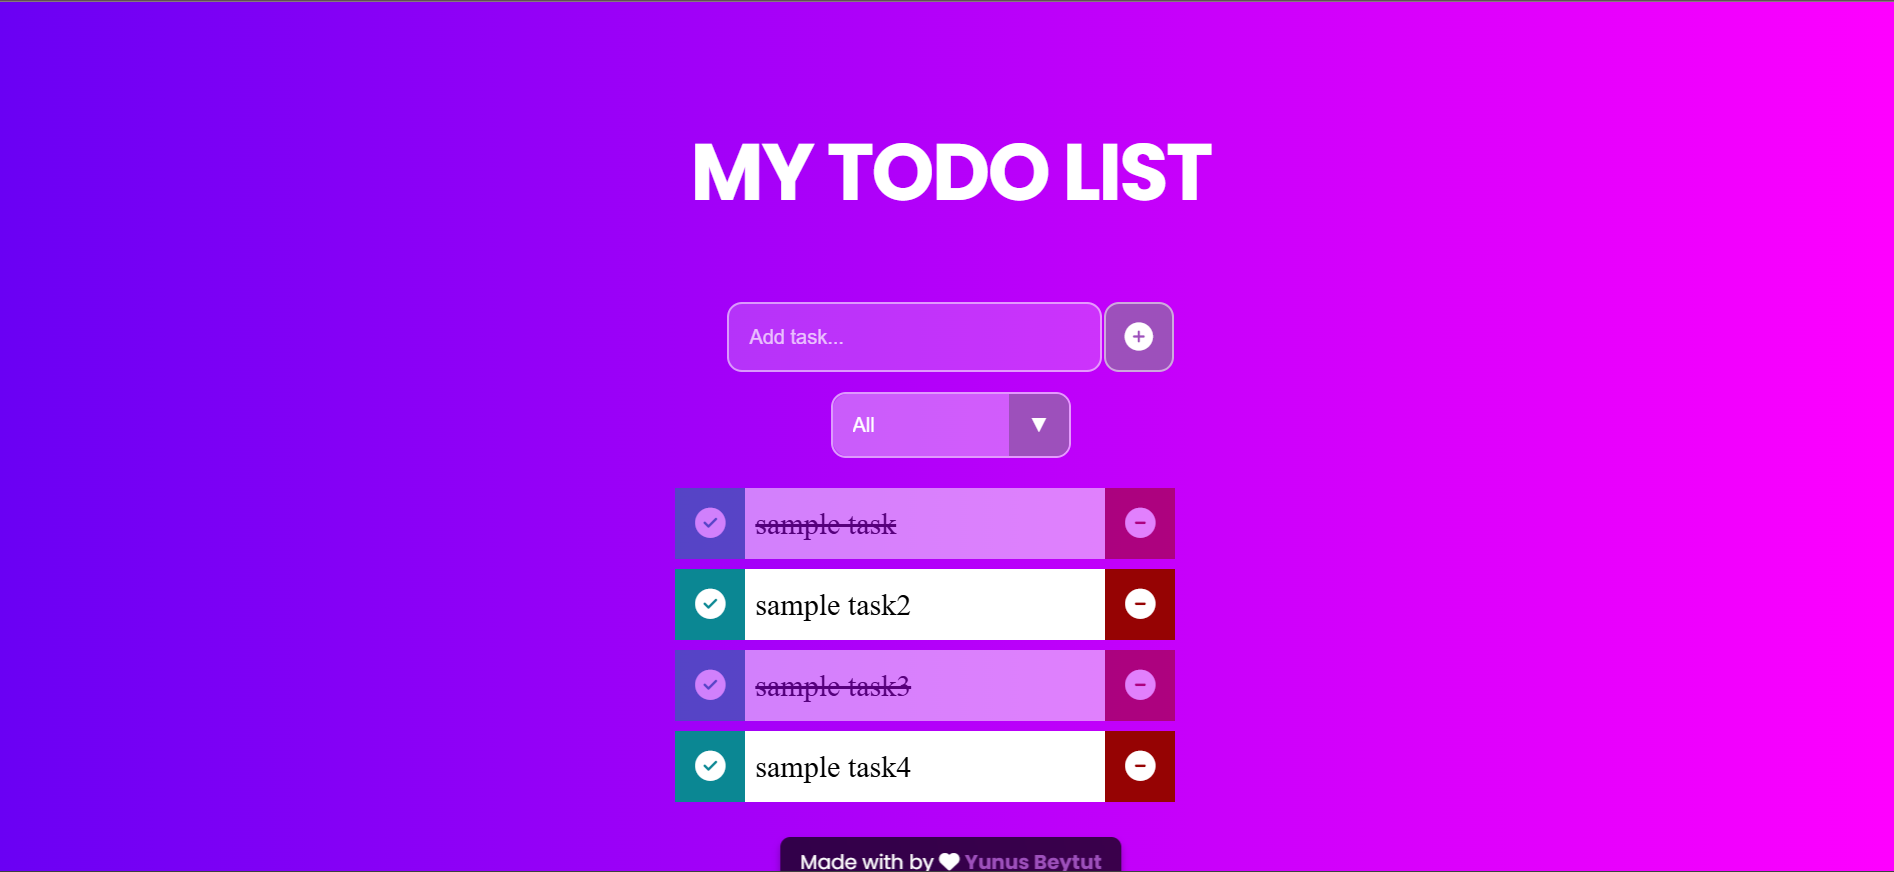 MY TODO LIST
Add task...
All
sample task
sample task2
sample task3
sample task4
Made with by Yunus Beytut